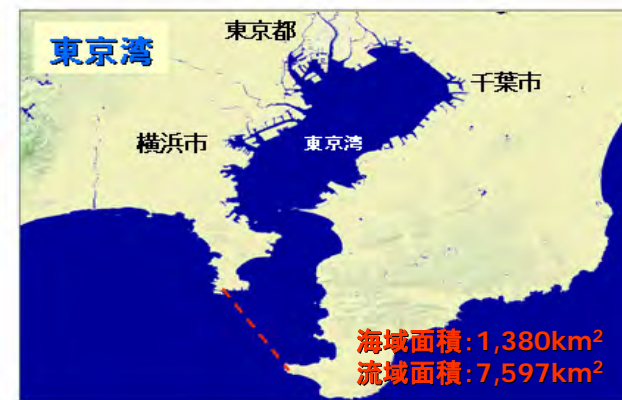 東京湾
東京都
千葉市
横浜市
東京湾
海域面積:1,380km²
流域面積:7,597km²